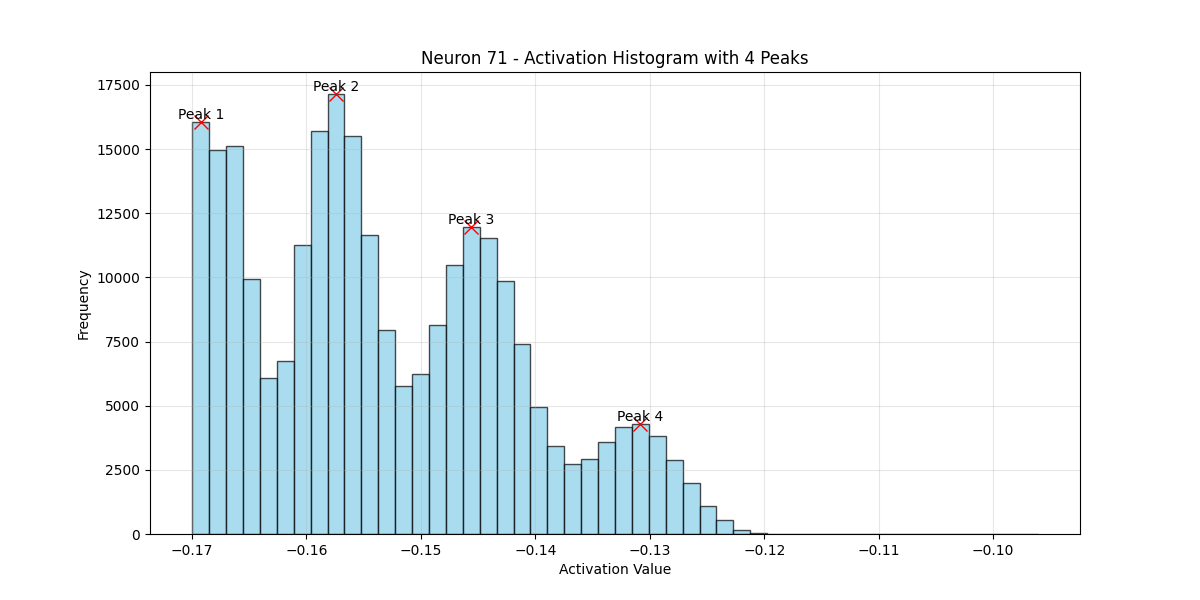 Neuron 71 - Activation Histogram with 4 Peaks
17500
15000
12500
10000
7500
5000
2500
0
Frequency
Peak 1
Peak 2
Peak 3
Peak 4
−0.17
−0.16
−0.15
−0.14
−0.13
−0.12
−0.11
−0.10
Activation Value